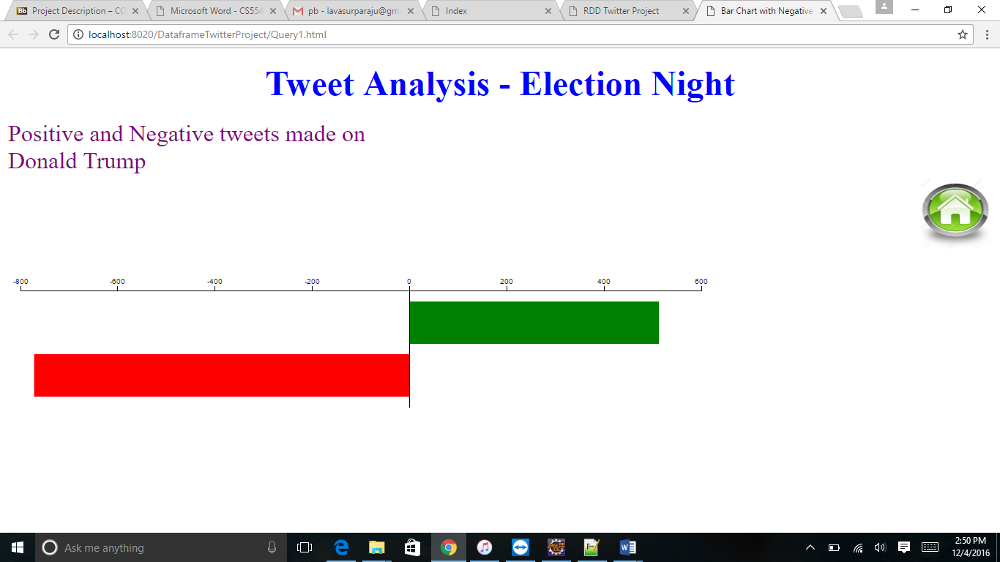 Bb Project Description – CC
Microsoft Word - CS554
pb - lavasurparaju@gm
Index
RDD Twitter Project
Bar Chart with Negative
localhost:8020/DataframeTwitterProject/Query1.html
Tweet Analysis - Election Night
Positive and Negative tweets made on
Donald Trump
-800 -600 -400 -200 0 200 400 600
Ask me anything
2:50 PM
12/4/2016